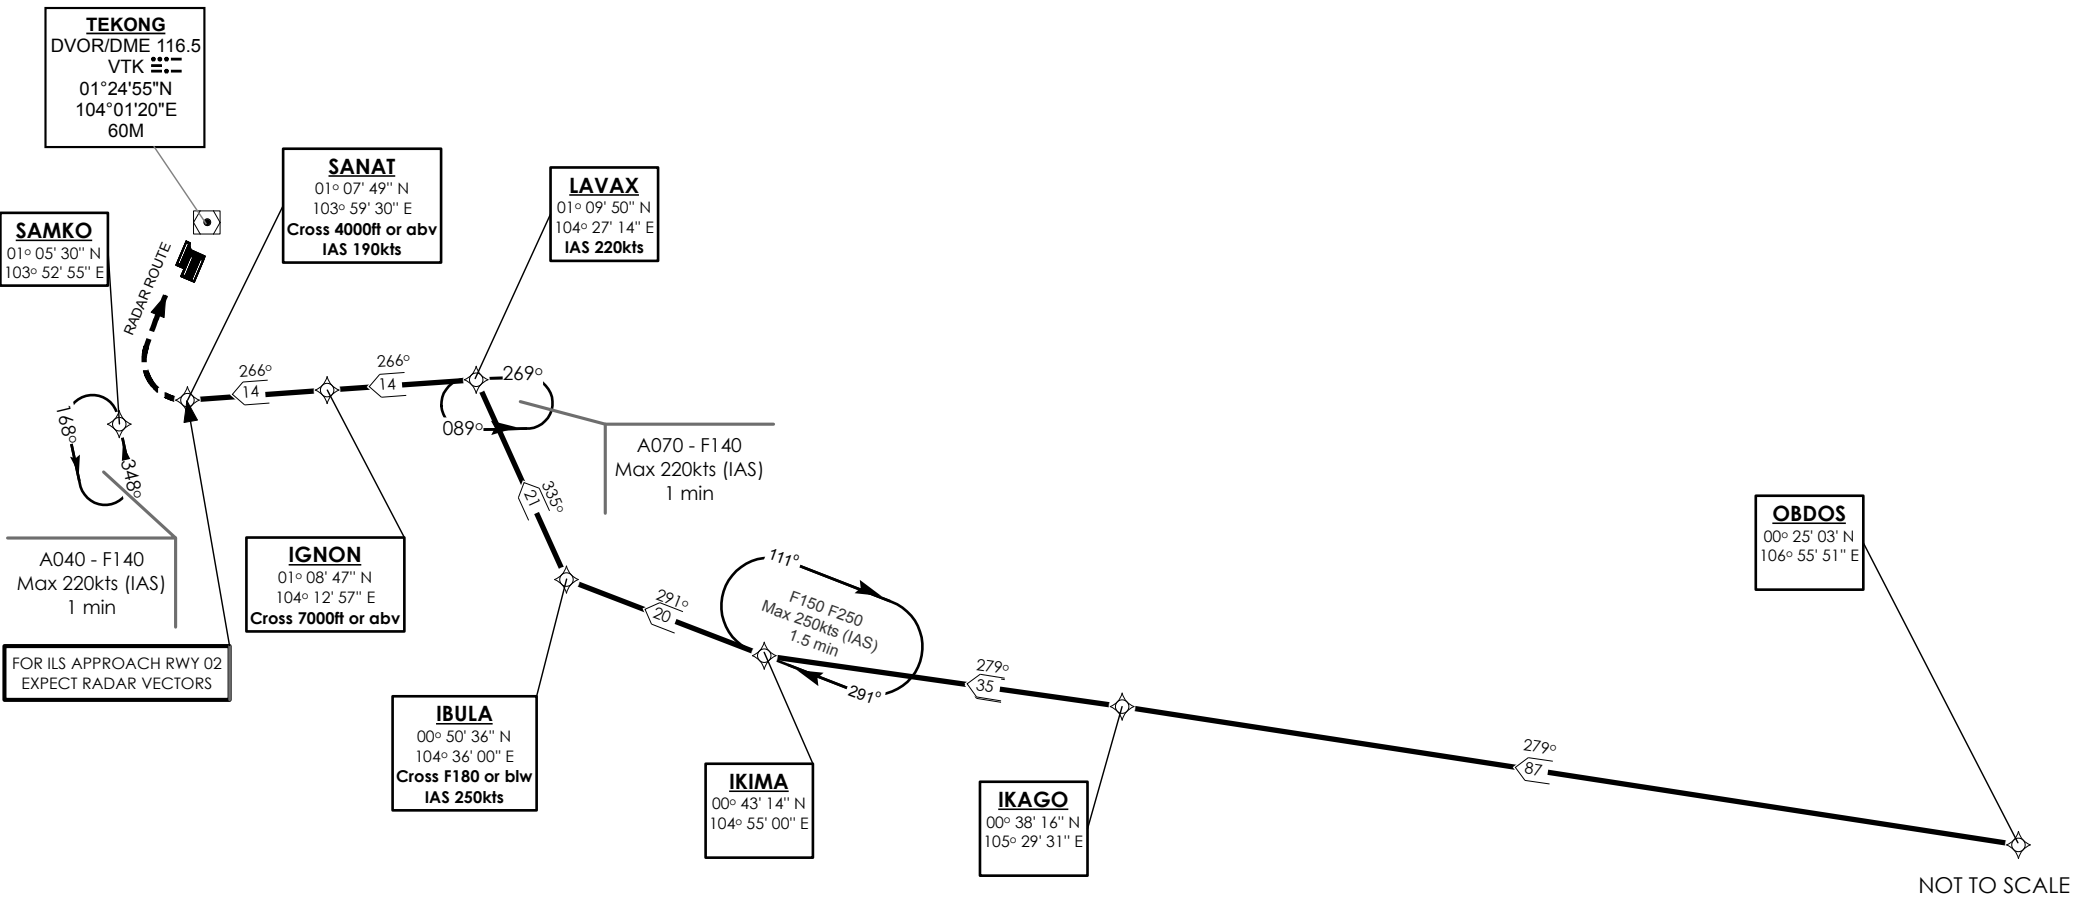 TEKONG
DVOR/DME 116.5
VTK
01°24'55"N
104°01'20"E
60M
SANAT
01° 07' 49" N
103° 59' 30" E
Cross 4000ft or abv
IAS 190kts
LAVAX
01° 09' 50" N
104° 27' 14" E
IAS 220kts
SAMKO
01° 05' 30" N
103° 52' 55" E
RADAR ROUTE
266°
14
266°
14
269°
089°
A070 - F140
Max 220kts (IAS)
1 min
168°
348°
A040 - F140
Max 220kts (IAS)
1 min
335°
21
IGNON
01° 08' 47" N
104° 12' 57" E
Cross 7000ft or abv
FOR ILS APPROACH RWY 02
EXPECT RADAR VECTORS
291°
20
111°
F150 F250
Max 250kts (IAS)
1.5 min
291°
279°
35
279°
87
OBDOS
00° 25' 03' N
106° 55' 51" E
IBULA
00° 50' 36" N
104° 36' 00" E
Cross F180 or blw
IAS 250kts
IKIMA
00° 43' 14" N
104° 55' 00" E
IKAGO
00° 38' 16" N
105° 29' 31" E
NOT TO SCALE